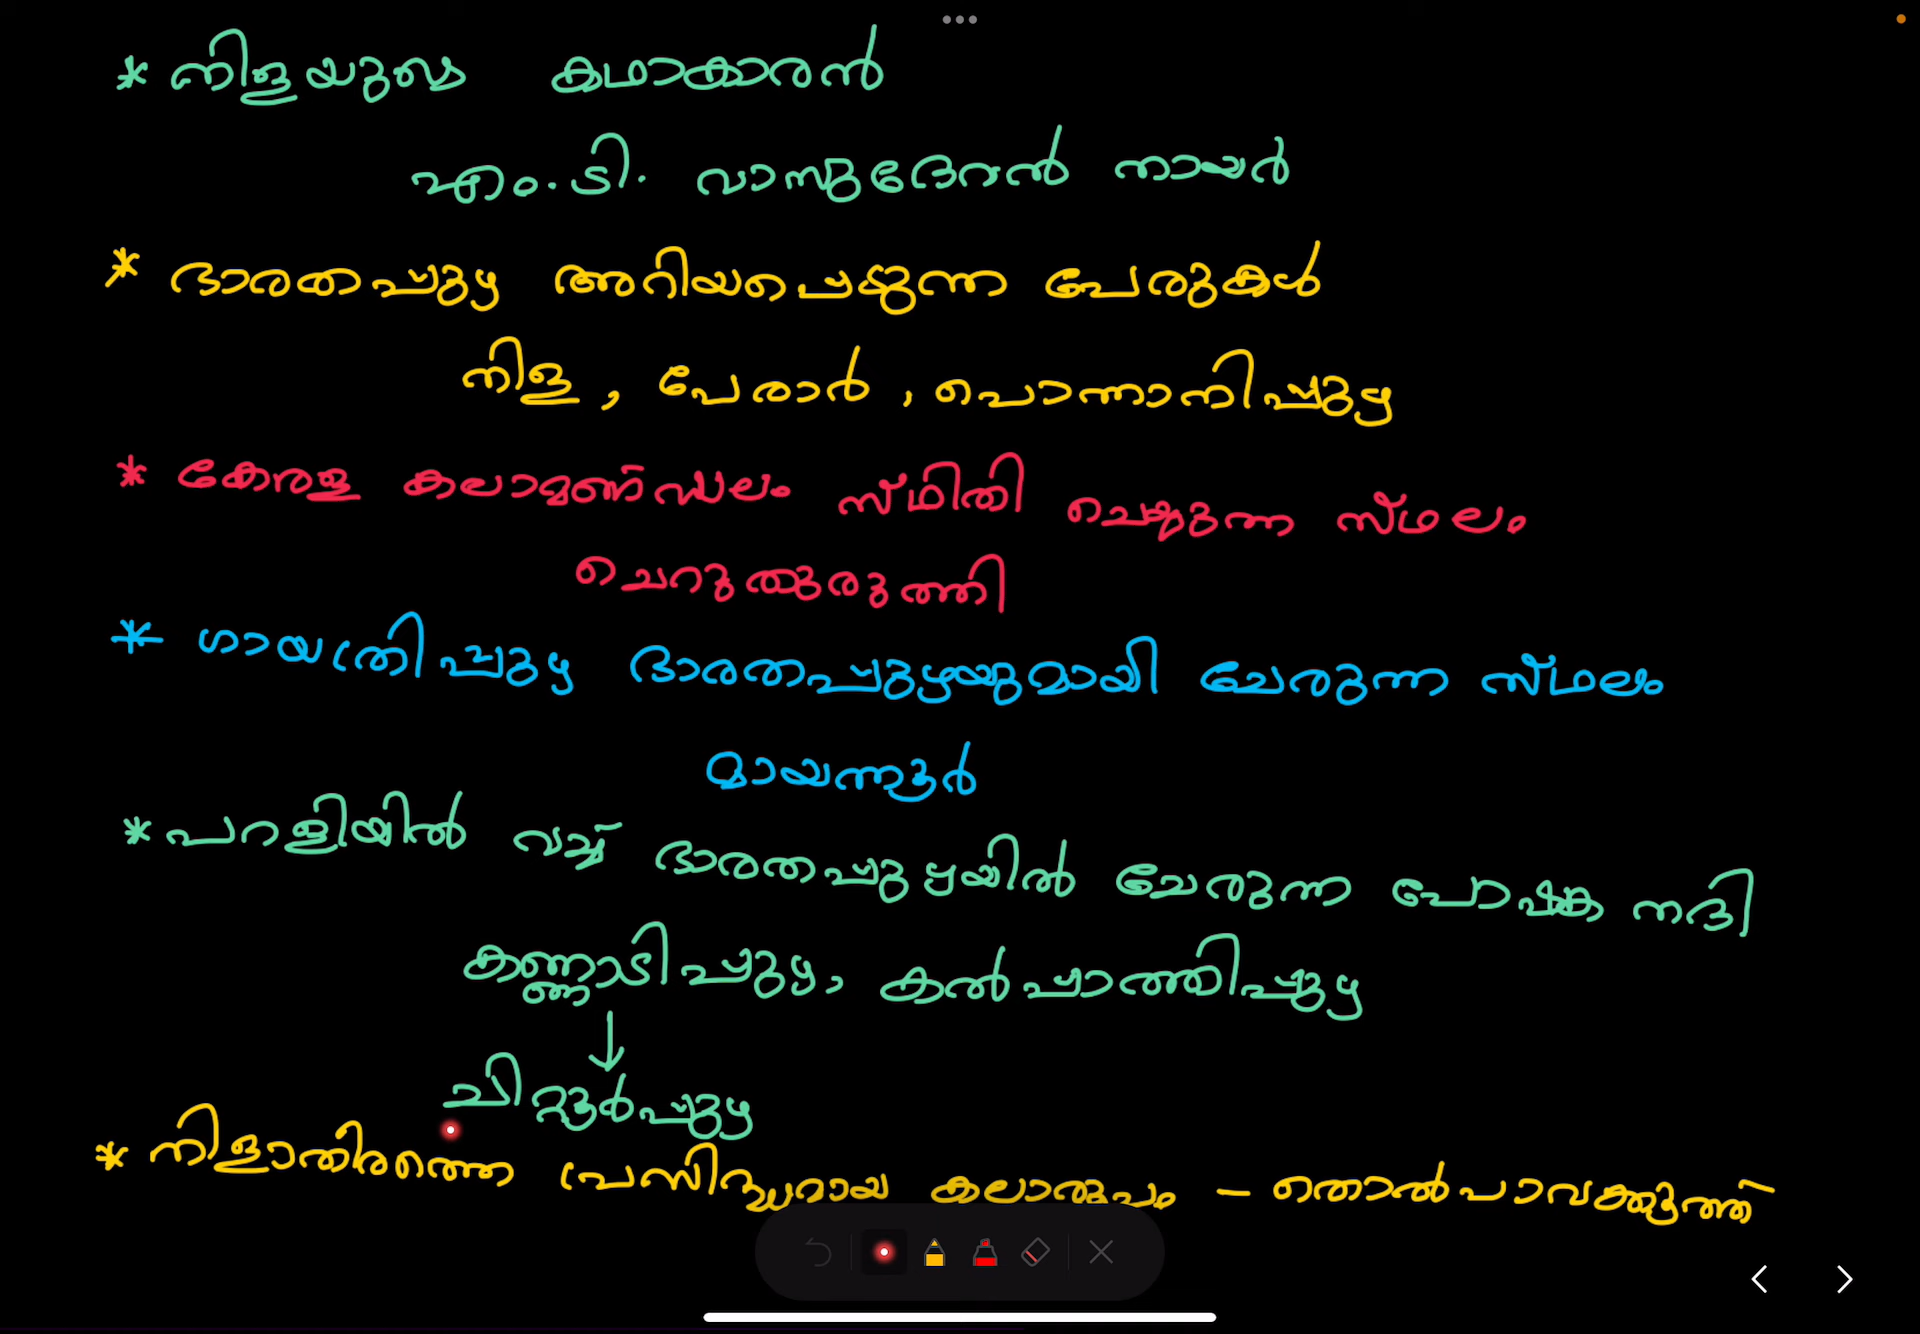 * നിളയുടെ കഥാകാരൻ
എം.ടി. വാസുദേവൻ നായർ
* ഭാരതപ്പുഴ അറിയപ്പെടുന്ന പേരുകൾ
നിള, പേരാർ, പൊന്നാനിപ്പുഴ
* കേരള കലാമണ്ഡലം സ്ഥിതി ചെയ്യുന്ന സ്ഥലം
ചെറുതുരുത്തി
* ഗായത്രിപ്പുഴ ഭാരതപ്പുഴയുമായി ചേരുന്ന സ്ഥലം
മായന്നൂർ
* പറളിയിൽ വച്ച് ഭാരതപ്പുഴയിൽ ചേരുന്ന പോഷക നദി
കണ്ണാടിപ്പുഴ, കൽപ്പാത്തിപ്പുഴ
↓
ചിറ്റൂർപ്പുഴ
* നിളാതിരത്തെ പ്രസിദ്ധമായ കലാരൂപം - തൊൽപാവക്കൂത്ത്